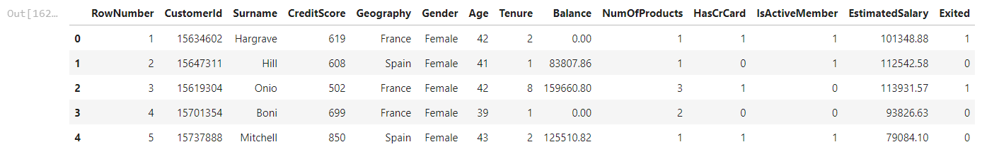 Out[162...
RowNumber CustomerId Surname CreditScore Geography Gender Age Tenure Balance NumOfProducts HasCrCard IsActiveMember EstimatedSalary Exited
0 1 15634602 Hargrave 619 France Female 42 2 0.00 1 1 1 101348.88 1
1 2 15647311 Hill 608 Spain Female 41 1 83807.86 1 0 1 112542.58 0
2 3 15619304 Onio 502 France Female 42 8 159660.80 3 1 0 113931.57 1
3 4 15701354 Boni 699 France Female 39 1 0.00 2 0 0 93826.63 0
4 5 15737888 Mitchell 850 Spain Female 43 2 125510.82 1 1 1 79084.10 0